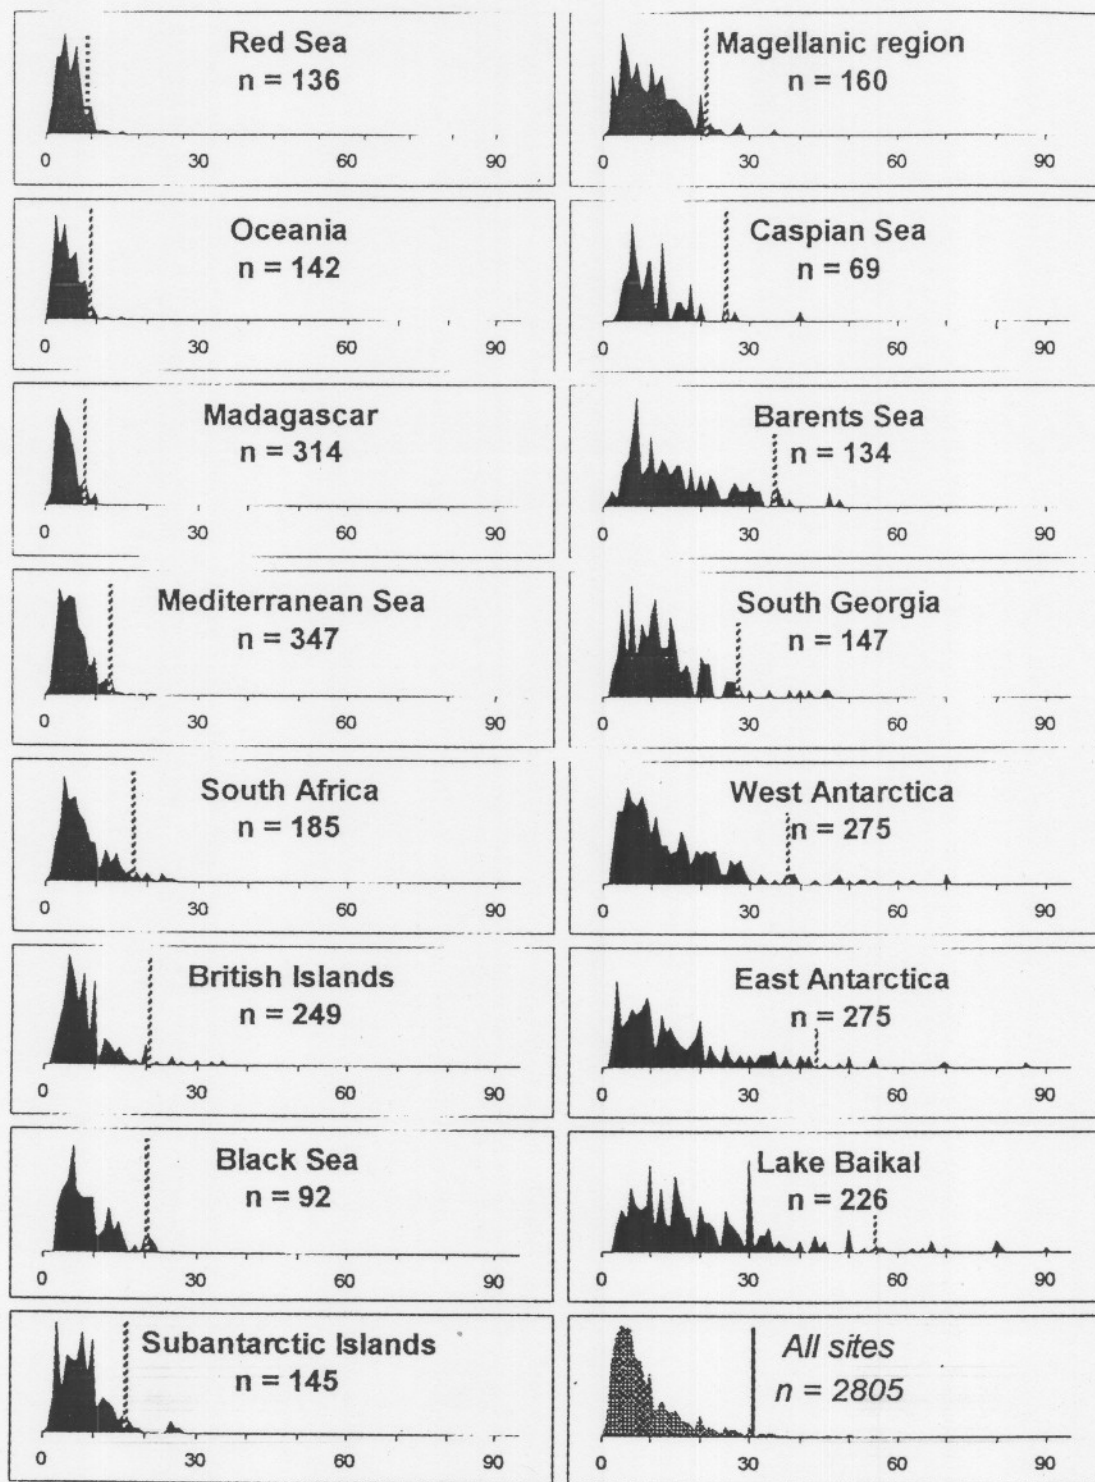 Red Sea
n = 136
0 30 60 90
Oceania
n = 142
0 30 60 90
Madagascar
n = 314
0 30 60 90
Mediterranean Sea
n = 347
0 30 60 90
South Africa
n = 185
0 30 60 90
British Islands
n = 249
0 30 60 90
Black Sea
n = 92
0 30 60 90
Subantarctic Islands
n = 145
0 30 60 90
Magellanic region
n = 160
0 30 60 90
Caspian Sea
n = 69
0 30 60 90
Barents Sea
n = 134
0 30 60 90
South Georgia
n = 147
0 30 60 90
West Antarctica
n = 275
0 30 60 90
East Antarctica
n = 275
0 30 60 90
Lake Baikal
n = 226
0 30 60 90
All sites
n = 2805
0 30 60 90